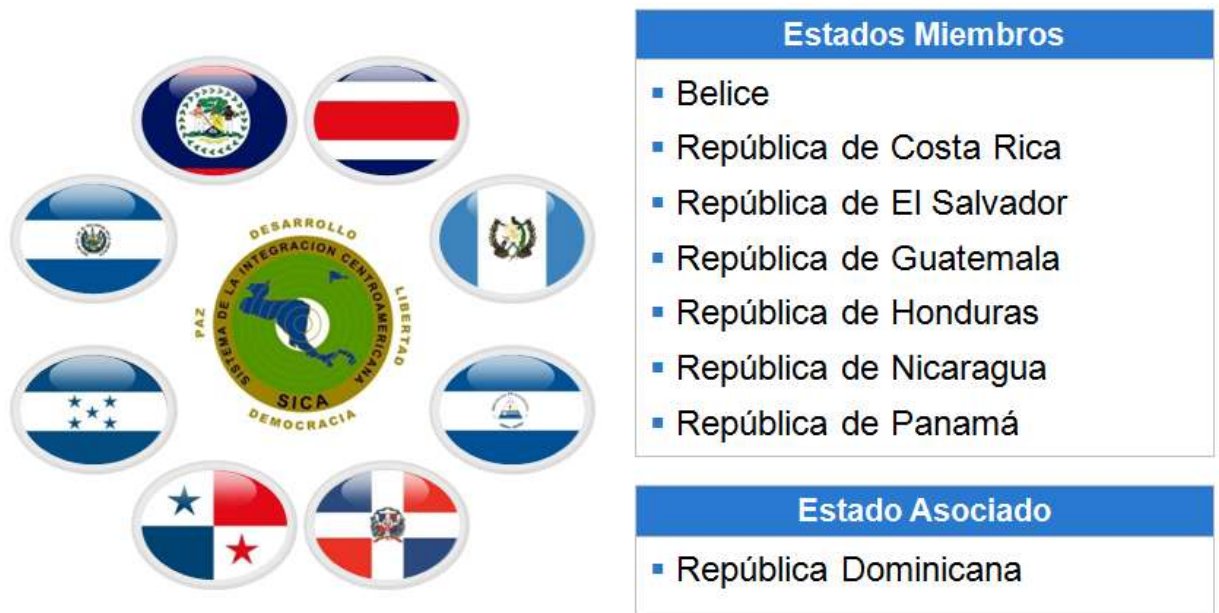 DESARROLLO
SISTEMA DE LA INTEGRACION CENTROAMERICANA
PAZ
LIBERTAD
SICA
DEMOCRACIA
Estados Miembros
Belice
República de Costa Rica
República de El Salvador
República de Guatemala
República de Honduras
República de Nicaragua
República de Panamá
Estado Asociado
República Dominicana